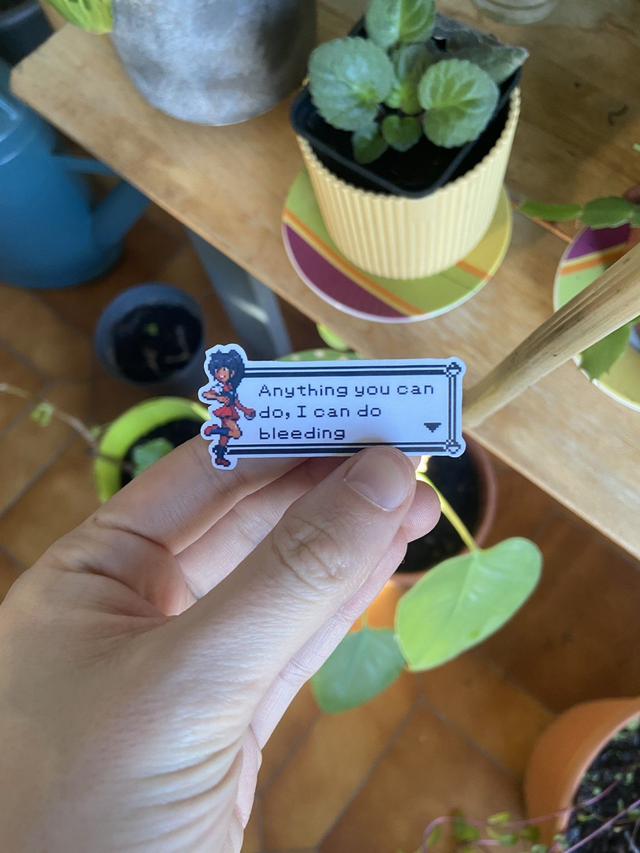 Anything you can
do, I can do
bleeding